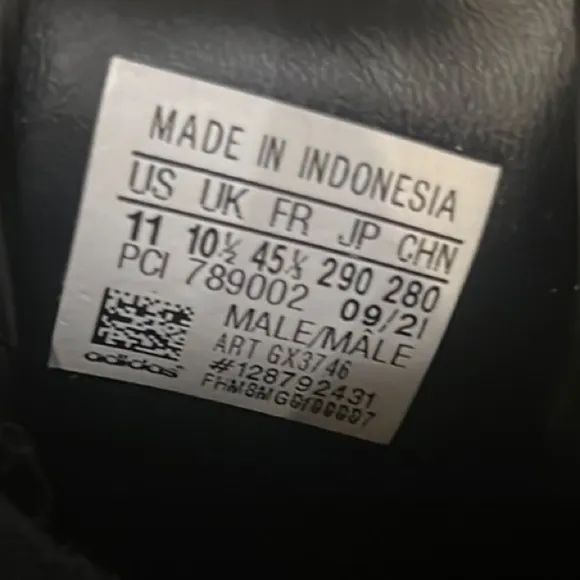 MADE IN INDONESIA
US UK FR JP CHN
11 10½ 45⅓ 290 280
PCI 789002 09/21
MALE/MALE
ART GX3746
#128792431
adidas